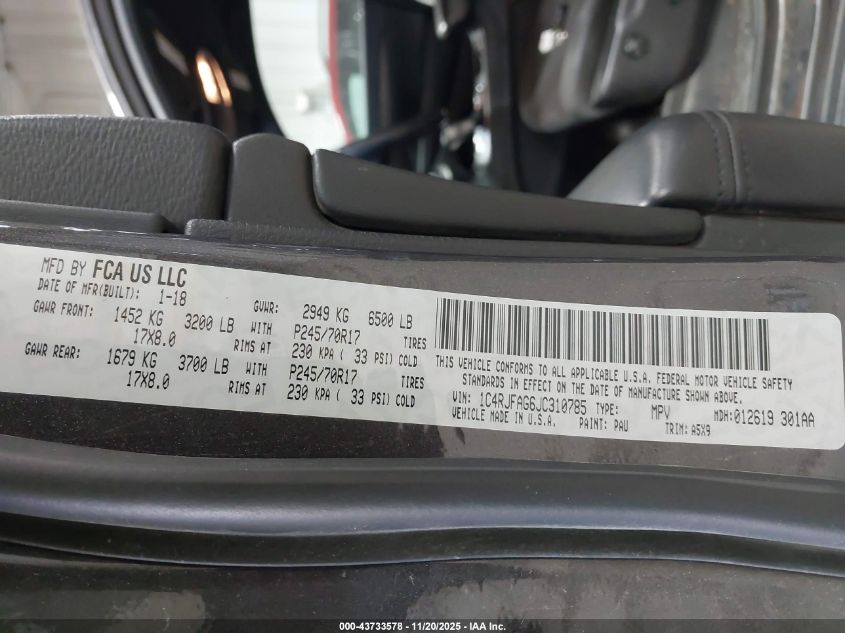 MFD BY FCA US LLC
DATE OF MFR(BUILT): 1-18 GVWR: 2949 KG 6500 LB
GAWR FRONT: 1452 KG 3200 LB WITH P245/70R17 TIRES
17X8.0 RIMS AT 230 KPA ( 33 PSI) COLD
GAWR REAR: 1679 KG 3700 LB WITH P245/70R17 TIRES
17X8.0 RIMS AT 230 KPA ( 33 PSI) COLD
THIS VEHICLE CONFORMS TO ALL APPLICABLE U.S.A. FEDERAL MOTOR VEHICLE SAFETY
STANDARDS IN EFFECT ON THE DATE OF MANUFACTURE SHOWN ABOVE.
VIN: 1C4RJFAG6JC310785 TYPE: MPV MDH:012619 301AA
VEHICLE MADE IN U.S.A. PAINT: PAU TRIM: A5X9
000-43733578 - 11/20/2025 - IAA Inc.